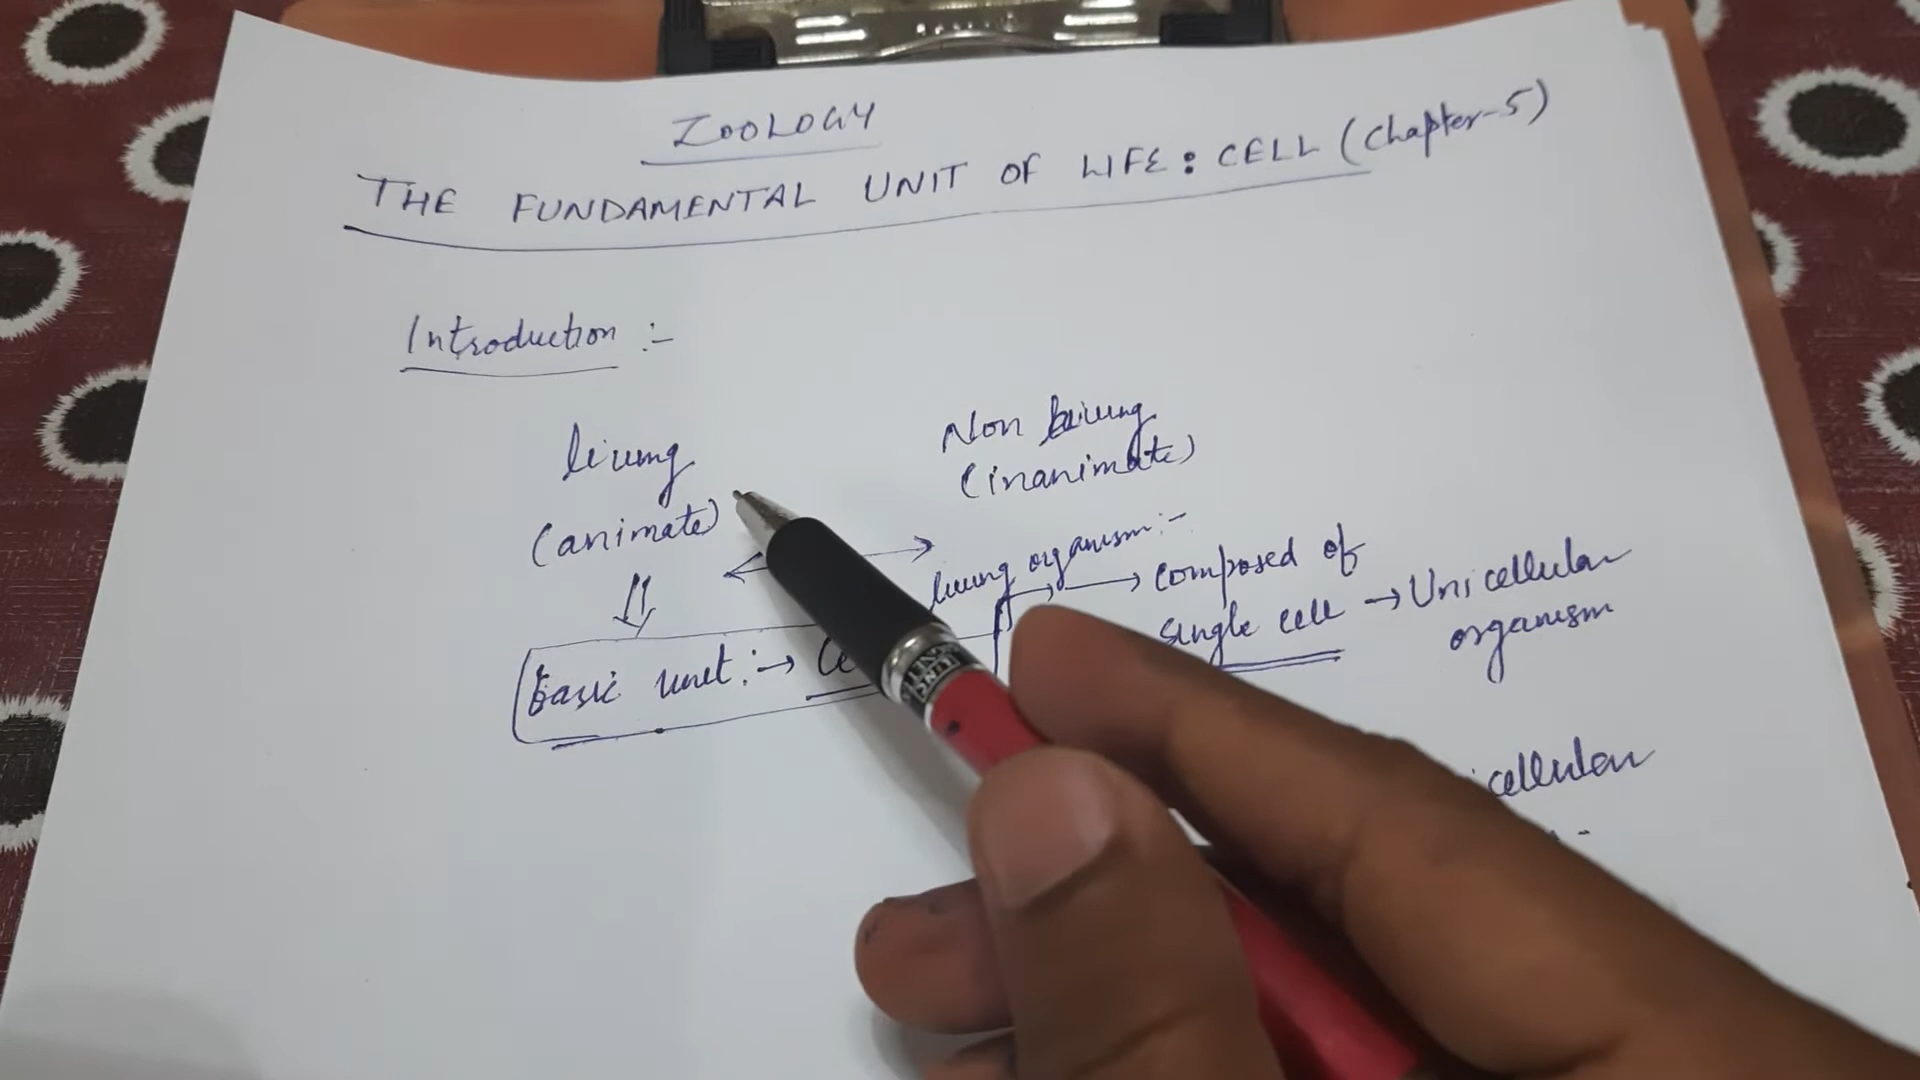 ZOOLOGY
THE FUNDAMENTAL UNIT OF LIFE : CELL (Chapter-5)
Introduction :-
living
(animate)
Non living
(inanimate)
living organism :-
→ composed of
single cell → Unicellular
organism
Basic unit :→ Ce
cellular